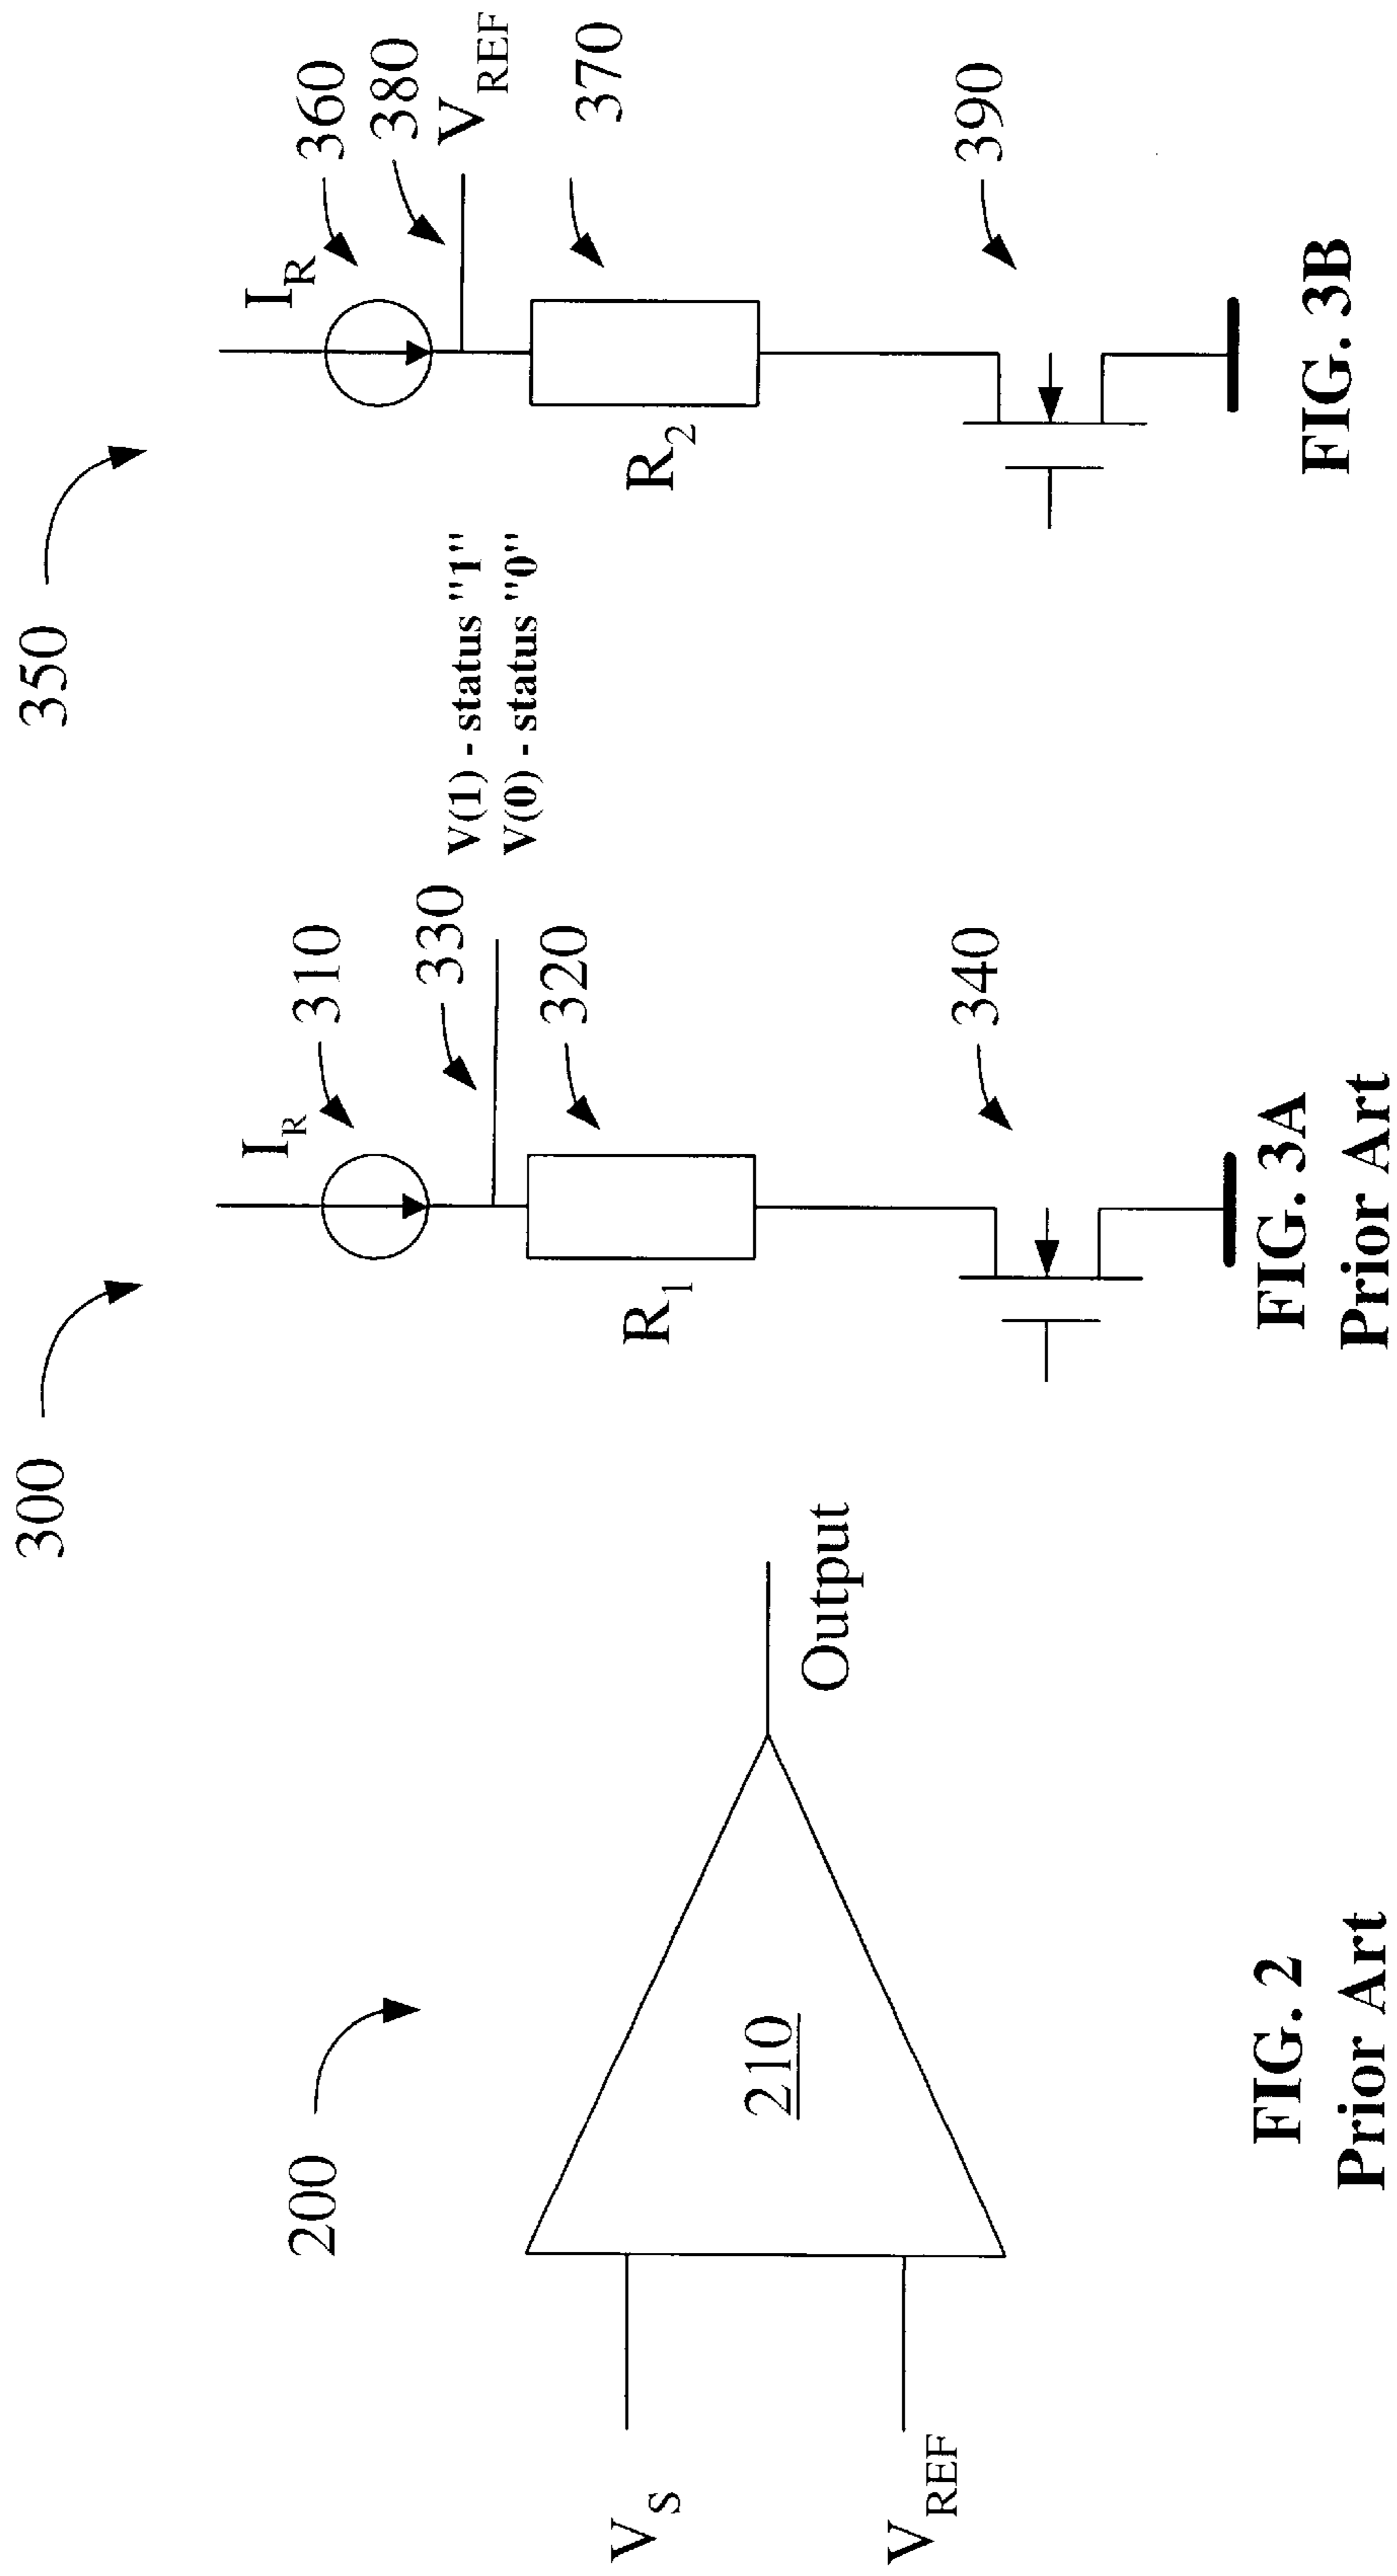 200
210
V_S
V_REF
Output
FIG. 2
Prior Art
300
I_R
310
330
V(1) - status "1"
V(0) - status "0"
320
R_1
340
FIG. 3A
Prior Art
350
I_R
360
380
V_REF
370
R_2
390
FIG. 3B